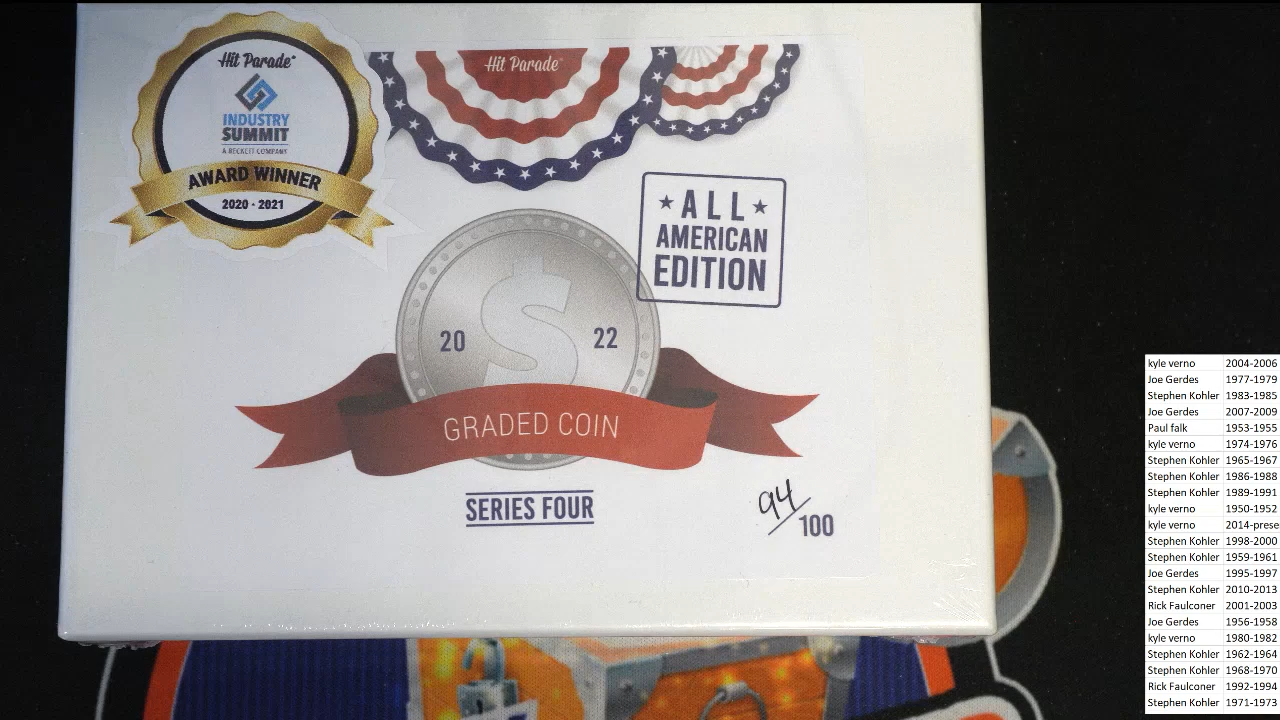 Hit Parade
INDUSTRY
SUMMIT
A BECKETT COMPANY
AWARD WINNER
2020 - 2021
Hit Parade
ALL
AMERICAN
EDITION
20 22
GRADED COIN
SERIES FOUR
94/100
kyle verno 2004-2006
Joe Gerdes 1977-1979
Stephen Kohler 1983-1985
Joe Gerdes 2007-2009
Paul falk 1953-1955
kyle verno 1974-1976
Stephen Kohler 1965-1967
Stephen Kohler 1986-1988
Stephen Kohler 1989-1991
kyle verno 1950-1952
kyle verno 2014-prese
Stephen Kohler 1998-2000
Stephen Kohler 1959-1961
Joe Gerdes 1995-1997
Stephen Kohler 2010-2013
Rick Faulconer 2001-2003
Joe Gerdes 1956-1958
kyle verno 1980-1982
Stephen Kohler 1962-1964
Stephen Kohler 1968-1970
Rick Faulconer 1992-1994
Stephen Kohler 1971-1973